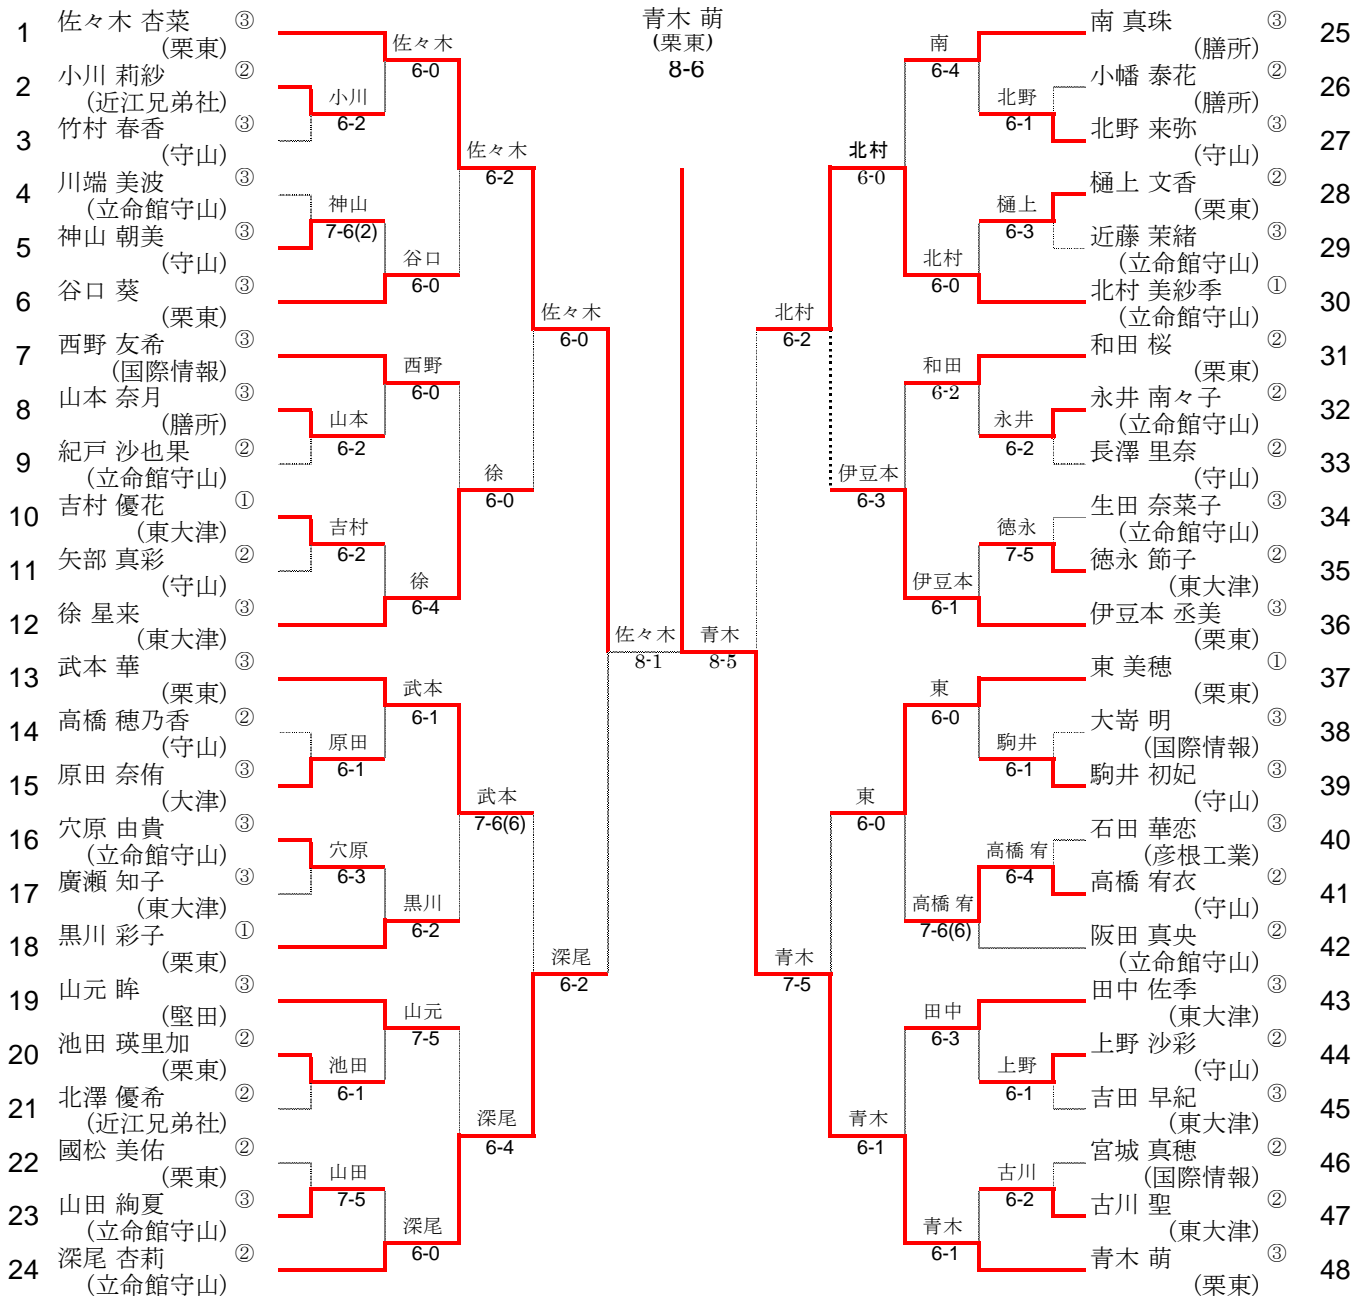 青木 萌
(栗東)
8-6
1 佐々木 杏菜 ③
(栗東)
2 小川 莉紗 ②
(近江兄弟社)
3 竹村 春香 ③
(守山)
4 川端 美波 ③
(立命館守山)
5 神山 朝美 ③
(守山)
6 谷口 葵 ③
(栗東)
7 西野 友希 ③
(国際情報)
8 山本 奈月 ③
(膳所)
9 紀戸 沙也果 ②
(立命館守山)
10 吉村 優花 ①
(東大津)
11 矢部 真彩 ②
(守山)
12 徐 星来 ③
(東大津)
13 武本 華 ③
(栗東)
14 高橋 穂乃香 ②
(守山)
15 原田 奈侑 ③
(大津)
16 穴原 由貴 ③
(立命館守山)
17 廣瀬 知子 ③
(東大津)
18 黒川 彩子 ①
(栗東)
19 山元 眸 ③
(堅田)
20 池田 瑛里加 ②
(栗東)
21 北澤 優希 ②
(近江兄弟社)
22 國松 美佑 ②
(栗東)
23 山田 絢夏 ③
(立命館守山)
24 深尾 杏莉 ②
(立命館守山)
小川
6-2
神山
7-6(2)
山本
6-2
吉村
6-2
原田
6-1
穴原
6-3
池田
6-1
山田
7-5
佐々木
6-0
谷口
6-0
西野
6-0
徐
6-4
武本
6-1
黒川
6-2
山元
7-5
深尾
6-0
佐々木
6-2
徐
6-0
武本
7-6(6)
深尾
6-4
佐々木
6-0
深尾
6-2
佐々木
8-1
青木
8-5
北村
6-2
青木
7-5
北村
6-0
伊豆本
6-3
東
6-0
青木
6-1
南
6-4
北村
6-0
和田
6-2
伊豆本
6-1
東
6-0
高橋 宥
7-6(6)
田中
6-3
青木
6-1
北野
6-1
樋上
6-3
永井
6-2
徳永
7-5
駒井
6-1
高橋 宥
6-4
上野
6-1
古川
6-2
南 真珠 ③ 25
(膳所)
小幡 泰花 ② 26
(膳所)
北野 来弥 ③ 27
(守山)
樋上 文香 ② 28
(栗東)
近藤 茉緒 ③ 29
(立命館守山)
北村 美紗季 ① 30
(立命館守山)
和田 桜 ② 31
(栗東)
永井 南々子 ② 32
(立命館守山)
長澤 里奈 ② 33
(守山)
生田 奈菜子 ③ 34
(立命館守山)
徳永 節子 ② 35
(東大津)
伊豆本 丞美 ③ 36
(栗東)
東 美穂 ① 37
(栗東)
大嵜 明 ③ 38
(国際情報)
駒井 初妃 ③ 39
(守山)
石田 華恋 ③ 40
(彦根工業)
高橋 宥衣 ② 41
(守山)
阪田 真央 ② 42
(立命館守山)
田中 佐季 ③ 43
(東大津)
上野 沙彩 ② 44
(守山)
吉田 早紀 ③ 45
(東大津)
宮城 真穂 ② 46
(国際情報)
古川 聖 ② 47
(東大津)
青木 萌 ③ 48
(栗東)